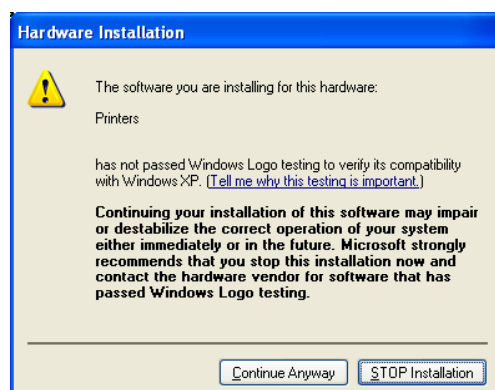 Hardware Installation
The software you are installing for this hardware:
Printers
has not passed Windows Logo testing to verify its compatibility
with Windows XP. (Tell me why this testing is important.)
Continuing your installation of this software may impair
or destabilize the correct operation of your system
either immediately or in the future. Microsoft strongly
recommends that you stop this installation now and
contact the hardware vendor for software that has
passed Windows Logo testing.
Continue Anyway STOP Installation